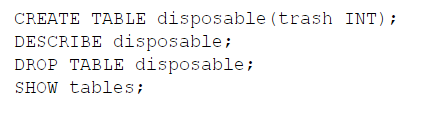 CREATE TABLE disposable(trash INT);
DESCRIBE disposable;
DROP TABLE disposable;
SHOW tables;